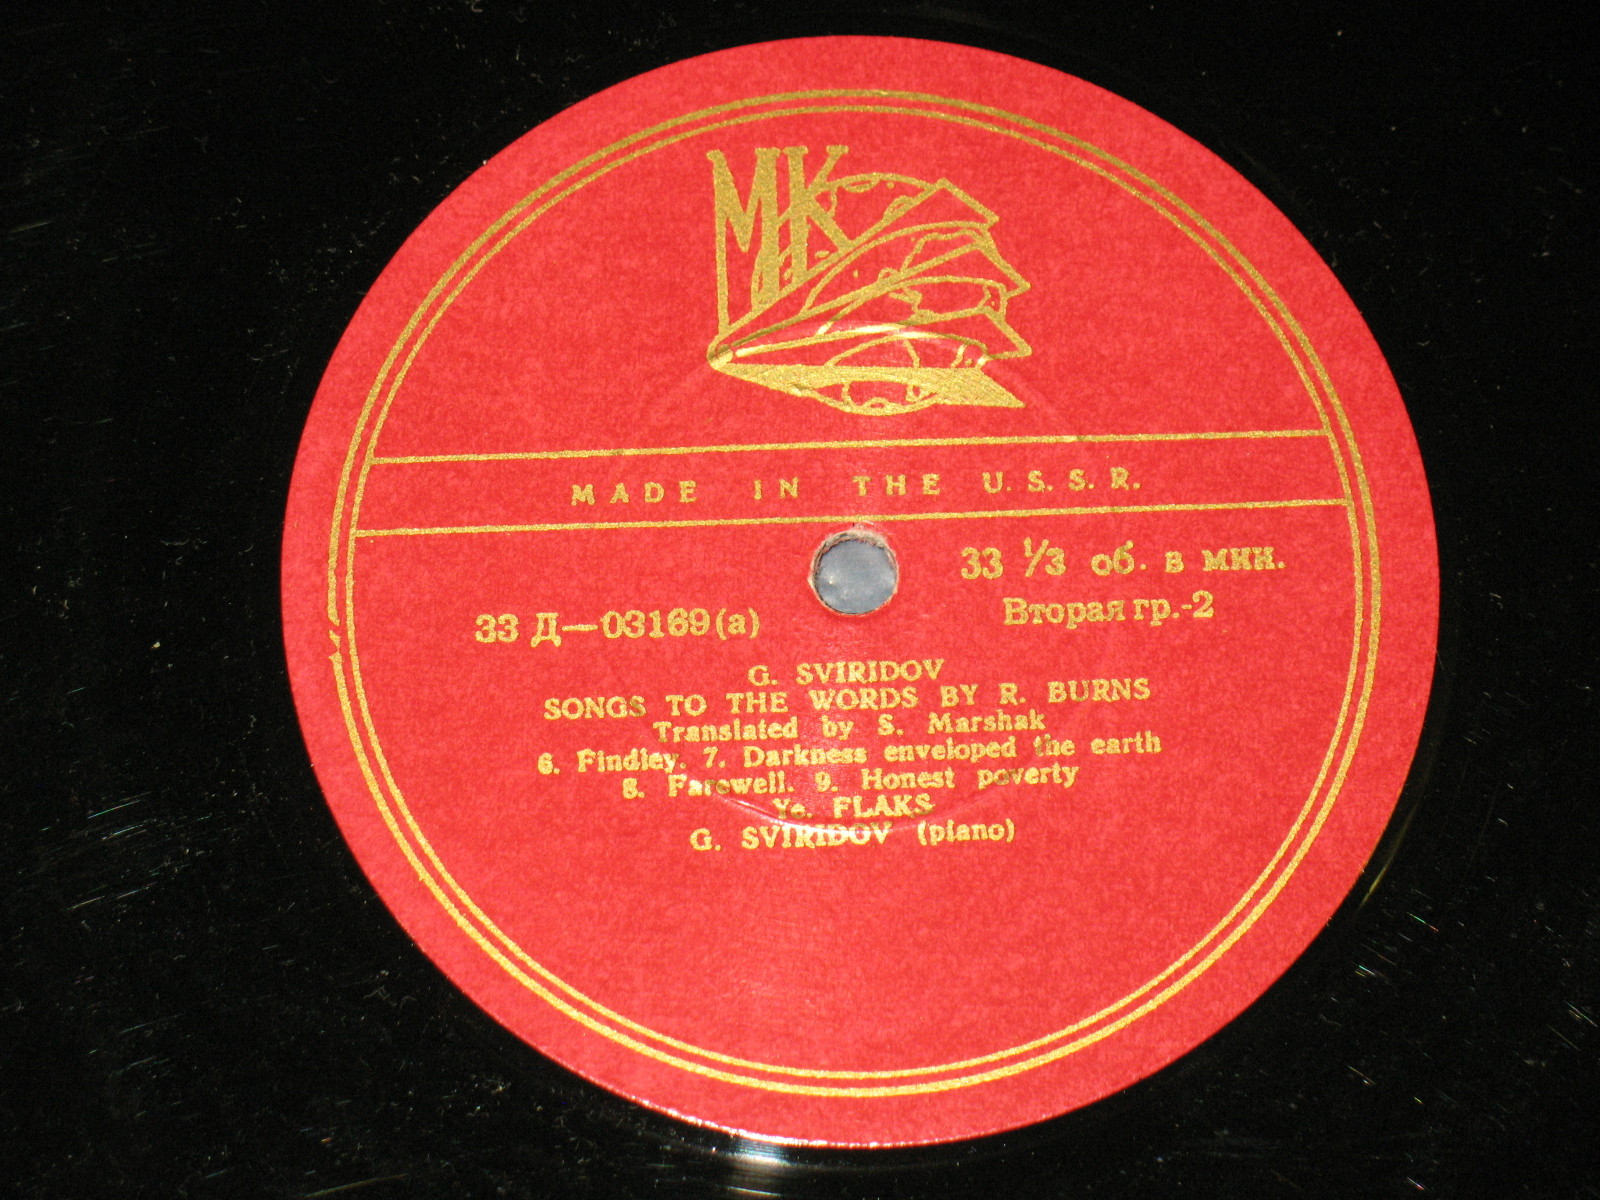 МК
MADE IN THE U.S.S.R.
33 1/3 об. в мин.
Вторая гр.-2
33 Д—03169(а)
G. SVIRIDOV
SONGS TO THE WORDS BY R. BURNS
Translated by S. Marshak
6. Findley. 7. Darkness enveloped the earth
8. Farewell. 9. Honest poverty
Ye. FLAKS
G. SVIRIDOV (piano)